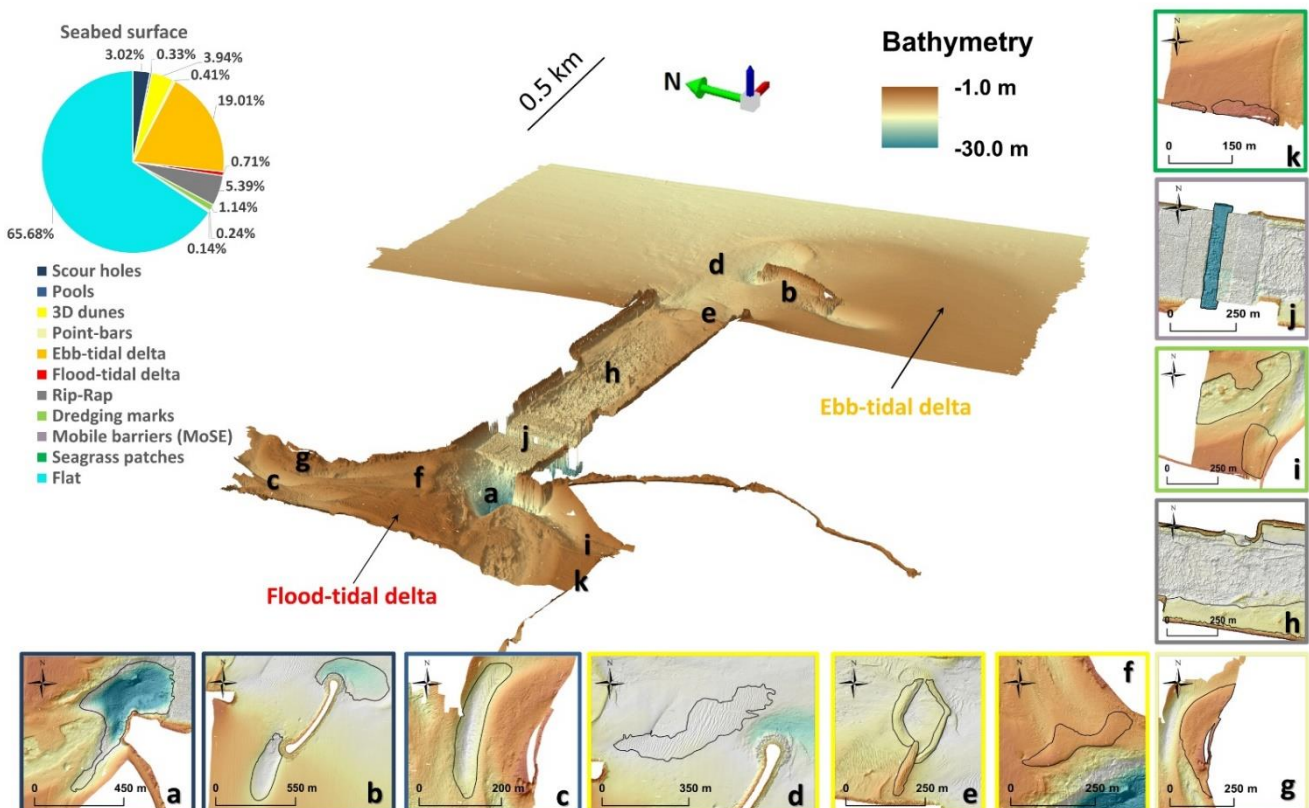 Seabed surface
3.02%
0.33%
3.94%
0.41%
19.01%
0.71%
5.39%
1.14%
0.24%
0.14%
65.68%
Scour holes
Pools
3D dunes
Point-bars
Ebb-tidal delta
Flood-tidal delta
Rip-Rap
Dredging marks
Mobile barriers (MoSE)
Seagrass patches
Flat
0.5 km
N
Bathymetry
-1.0 m
-30.0 m
d
b
e
h
Ebb-tidal delta
j
g
f
c
a
i
k
Flood-tidal delta
N
0 150 m
k
N
0 250 m
j
N
0 250 m
i
N
0 250 m
h
N
0 450 m
a
N
0 550 m
b
N
0 200 m
c
N
0 350 m
d
N
0 250 m
e
N
f
0 250 m
N
0 250 m
g